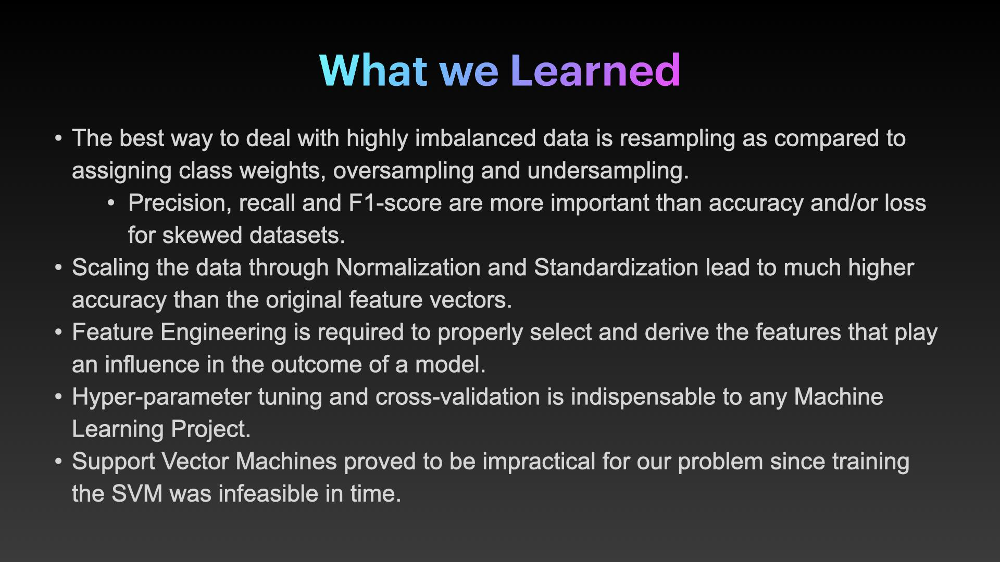 What we Learned
• The best way to deal with highly imbalanced data is resampling as compared to
assigning class weights, oversampling and undersampling.
• Precision, recall and F1-score are more important than accuracy and/or loss
for skewed datasets.
• Scaling the data through Normalization and Standardization lead to much higher
accuracy than the original feature vectors.
• Feature Engineering is required to properly select and derive the features that play
an influence in the outcome of a model.
• Hyper-parameter tuning and cross-validation is indispensable to any Machine
Learning Project.
• Support Vector Machines proved to be impractical for our problem since training
the SVM was infeasible in time.